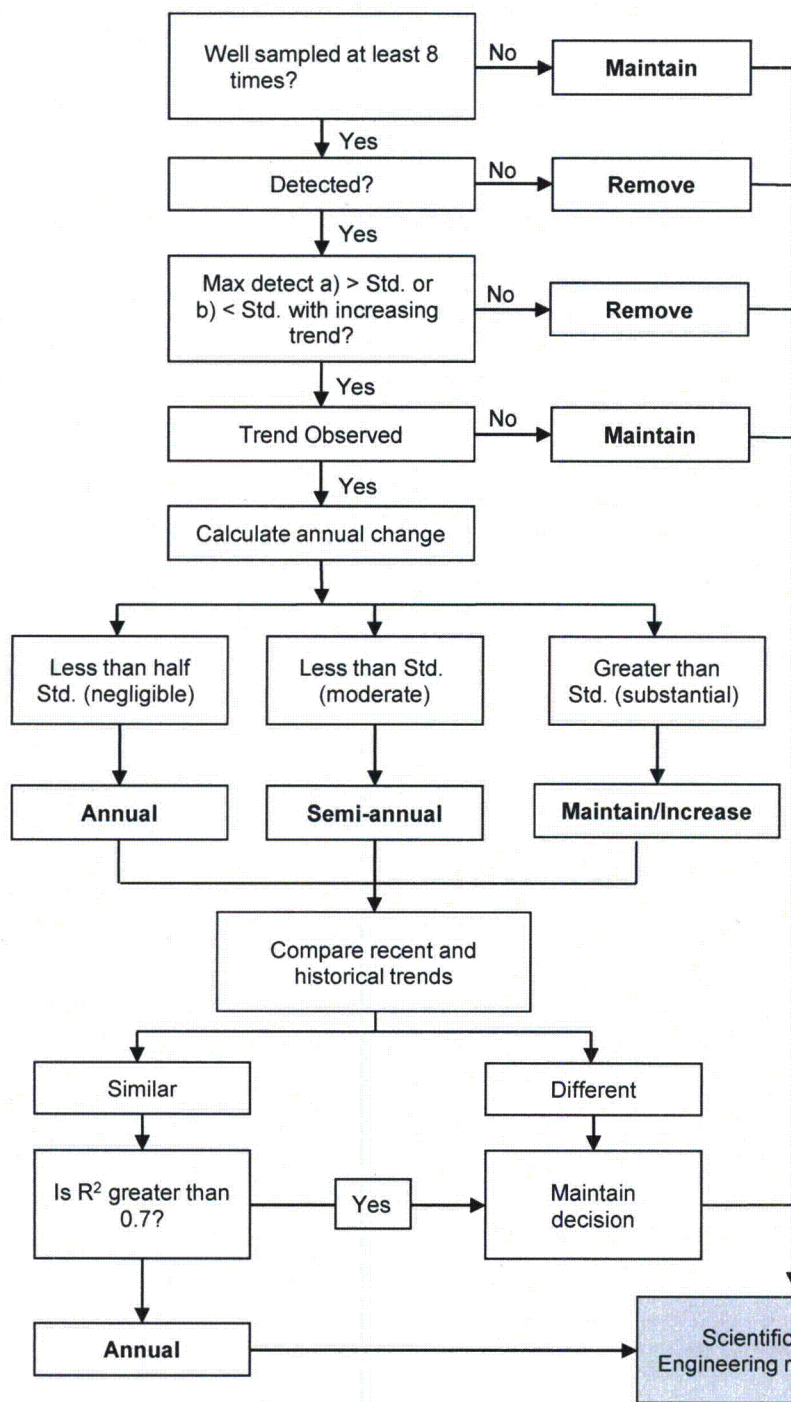 Well sampled at least 8
times?
No
Maintain
Yes
Detected?
No
Remove
Yes
Max detect a) > Std. or
b) < Std. with increasing
trend?
No
Remove
Yes
Trend Observed
No
Maintain
Yes
Calculate annual change
Less than half
Std. (negligible)
Less than Std.
(moderate)
Greater than
Std. (substantial)
Annual
Semi-annual
Maintain/Increase
Compare recent and
historical trends
Similar
Different
Is R² greater than
0.7?
Yes
Maintain
decision
Annual
Scientific
Engineering